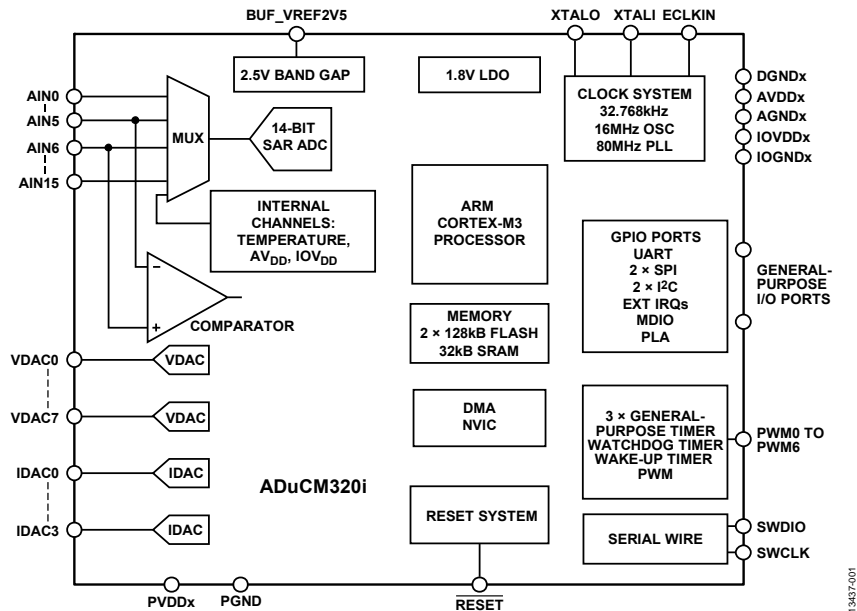 BUF_VREF2V5
XTALO
XTALI
ECLKIN
2.5V BAND GAP
1.8V LDO
CLOCK SYSTEM
32.768kHz
16MHz OSC
80MHz PLL
DGNDx
AVDDx
AGNDx
IOVDDx
IOGNDx
AIN0
AIN5
AIN6
AIN15
MUX
14-BIT
SAR ADC
INTERNAL
CHANNELS:
TEMPERATURE,
AVDD, IOVDD
ARM
CORTEX-M3
PROCESSOR
GPIO PORTS
UART
2 × SPI
2 × I2C
EXT IRQs
MDIO
PLA
GENERAL-
PURPOSE
I/O PORTS
−
+
COMPARATOR
MEMORY
2 × 128kB FLASH
32kB SRAM
VDAC0
VDAC
VDAC7
VDAC
DMA
NVIC
3 × GENERAL-
PURPOSE TIMER
WATCHDOG TIMER
WAKE-UP TIMER
PWM
PWM0 TO
PWM6
IDAC0
IDAC
IDAC3
IDAC
ADuCM320i
RESET SYSTEM
SERIAL WIRE
SWDIO
SWCLK
PVDDx
PGND
RESET
13437-001